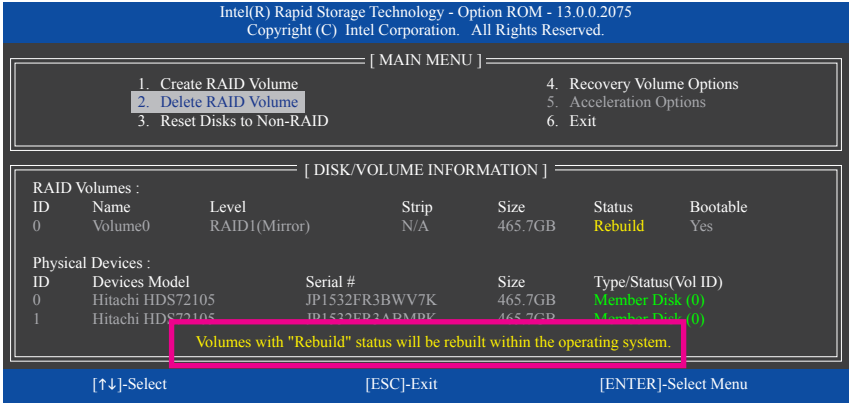 Intel(R) Rapid Storage Technology - Option ROM - 13.0.0.2075
Copyright (C) Intel Corporation. All Rights Reserved.
[ MAIN MENU ]
1. Create RAID Volume 4. Recovery Volume Options
2. Delete RAID Volume 5. Acceleration Options
3. Reset Disks to Non-RAID 6. Exit
[ DISK/VOLUME INFORMATION ]
RAID Volumes :
ID Name Level Strip Size Status Bootable
0 Volume0 RAID1(Mirror) N/A 465.7GB Rebuild Yes
Physical Devices :
ID Devices Model Serial # Size Type/Status(Vol ID)
0 Hitachi HDS72105 JP1532FR3BWV7K 465.7GB Member Disk (0)
1 Hitachi HDS72105 JP1532FR3ABMPK 465.7GB Member Disk (0)
Volumes with "Rebuild" status will be rebuilt within the operating system.
[↑↓]-Select [ESC]-Exit [ENTER]-Select Menu